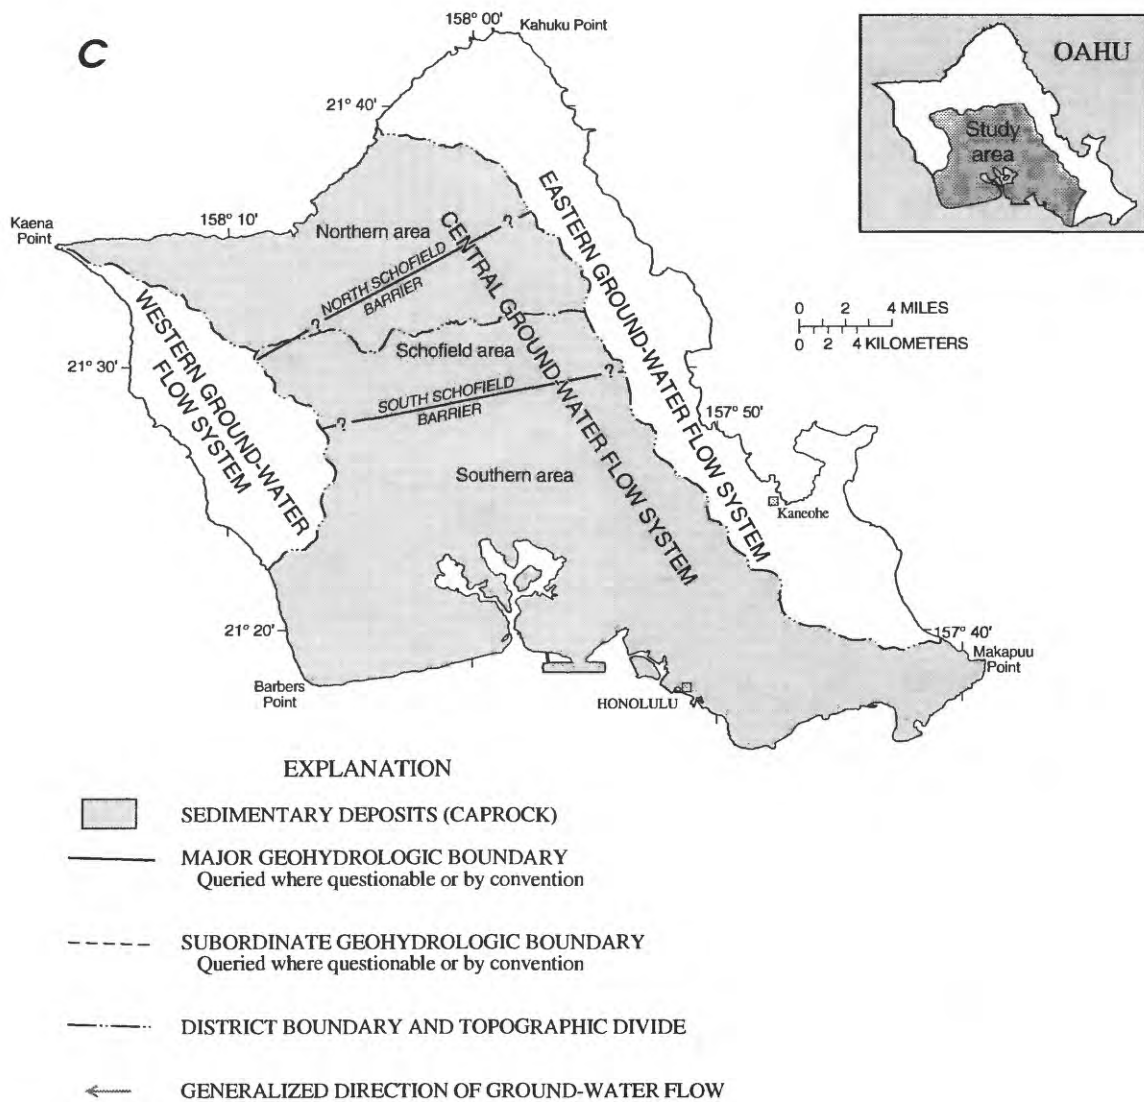 C
158° 00'
Kahuku Point
OAHU
Study
area
21° 40'
Kaena
Point
158° 10'
Northern area
NORTH SCHOFIELD
BARRIER
?
?
EASTERN GROUND-WATER FLOW SYSTEM
CENTRAL GROUND-WATER FLOW SYSTEM
WESTERN GROUND-WATER
FLOW SYSTEM
0 2 4 MILES
0 2 4 KILOMETERS
Schofield area
21° 30'
SOUTH SCHOFIELD
BARRIER
?
?
157° 50'
Southern area
Kaneohe
21° 20'
157° 40'
Makapuu
Point
Barbers
Point
HONOLULU
EXPLANATION
SEDIMENTARY DEPOSITS (CAPROCK)
MAJOR GEOHYDROLOGIC BOUNDARY
Queried where questionable or by convention
SUBORDINATE GEOHYDROLOGIC BOUNDARY
Queried where questionable or by convention
DISTRICT BOUNDARY AND TOPOGRAPHIC DIVIDE
GENERALIZED DIRECTION OF GROUND-WATER FLOW